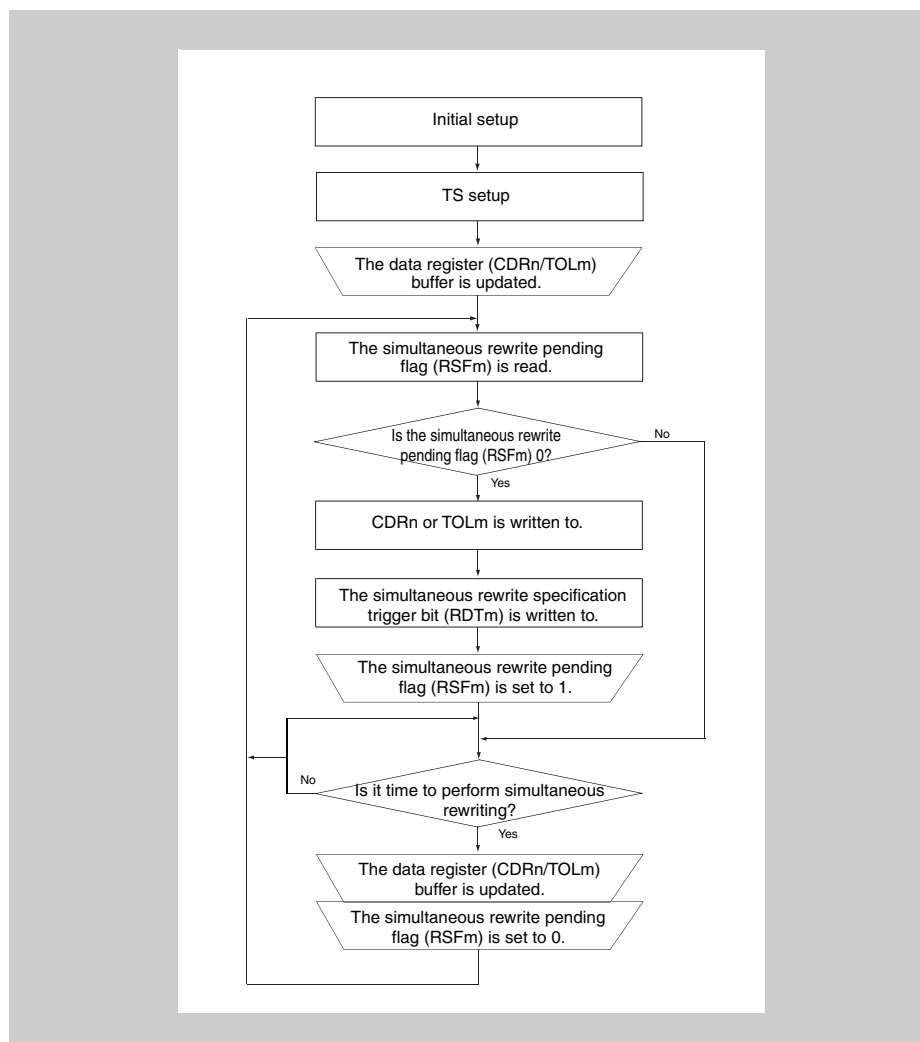 Initial setup
TS setup
The data register (CDRn/TOLm)
buffer is updated.
The simultaneous rewrite pending
flag (RSFm) is read.
Is the simultaneous rewrite
pending flag (RSFm) 0?
No
Yes
CDRn or TOLm is written to.
The simultaneous rewrite specification
trigger bit (RDTm) is written to.
The simultaneous rewrite pending
flag (RSFm) is set to 1.
No
Is it time to perform simultaneous
rewriting?
Yes
The data register (CDRn/TOLm)
buffer is updated.
The simultaneous rewrite pending
flag (RSFm) is set to 0.